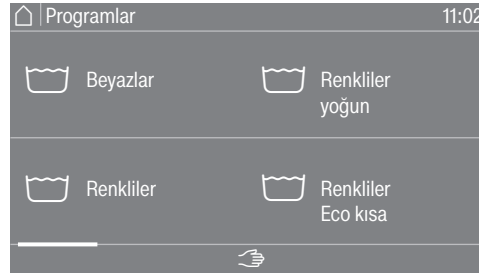 Programlar
11:02
Beyazlar
Renkliler
yoğun
Renkliler
Renkliler
Eco kısa